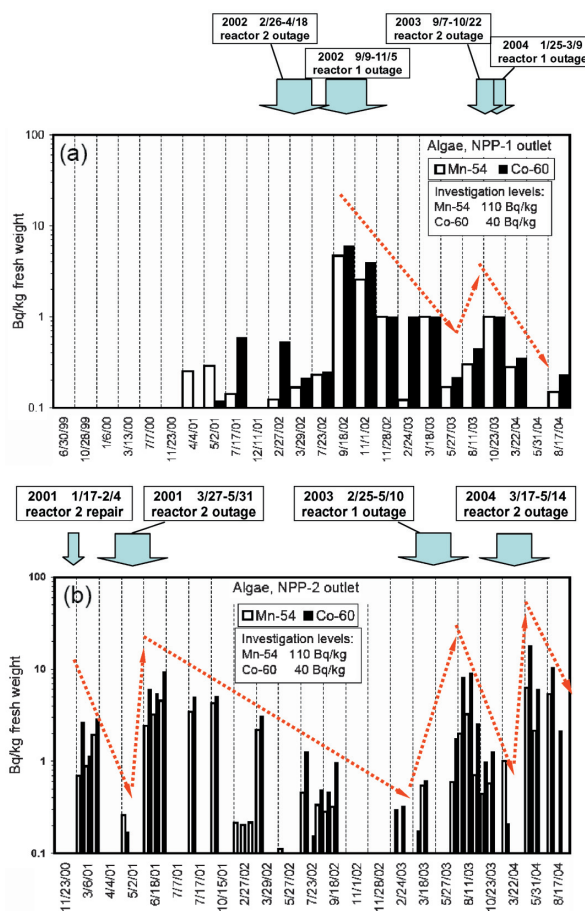 2002 2/26-4/18
reactor 2 outage
2002 9/9-11/5
reactor 1 outage
2003 9/7-10/22
reactor 2 outage
2004 1/25-3/9
reactor 1 outage
(a)
Algae, NPP-1 outlet
Mn-54 Co-60
Investigation levels:
Mn-54 110 Bq/kg
Co-60 40 Bq/kg
Bq/kg fresh weight
100
10
1
0.1
6/30/99
10/28/99
1/6/00
3/13/00
7/7/00
11/23/00
4/4/01
5/2/01
7/17/01
12/11/01
2/27/02
3/29/02
7/23/02
9/18/02
11/1/02
11/28/02
2/24/03
3/18/03
5/27/03
8/11/03
10/23/03
3/22/04
5/31/04
8/17/04
2001 1/17-2/4
reactor 2 repair
2001 3/27-5/31
reactor 2 outage
2003 2/25-5/10
reactor 1 outage
2004 3/17-5/14
reactor 2 outage
(b)
Algae, NPP-2 outlet
Mn-54 Co-60
Investigation levels:
Mn-54 110 Bq/kg
Co-60 40 Bq/kg
Bq/kg fresh weight
100
10
1
0.1
11/23/00
3/6/01
4/4/01
5/2/01
6/18/01
7/7/01
7/17/01
10/15/01
2/27/02
3/29/02
5/27/02
7/23/02
9/18/02
11/1/02
11/28/02
2/24/03
3/18/03
5/27/03
8/11/03
10/23/03
3/22/04
5/31/04
8/17/04